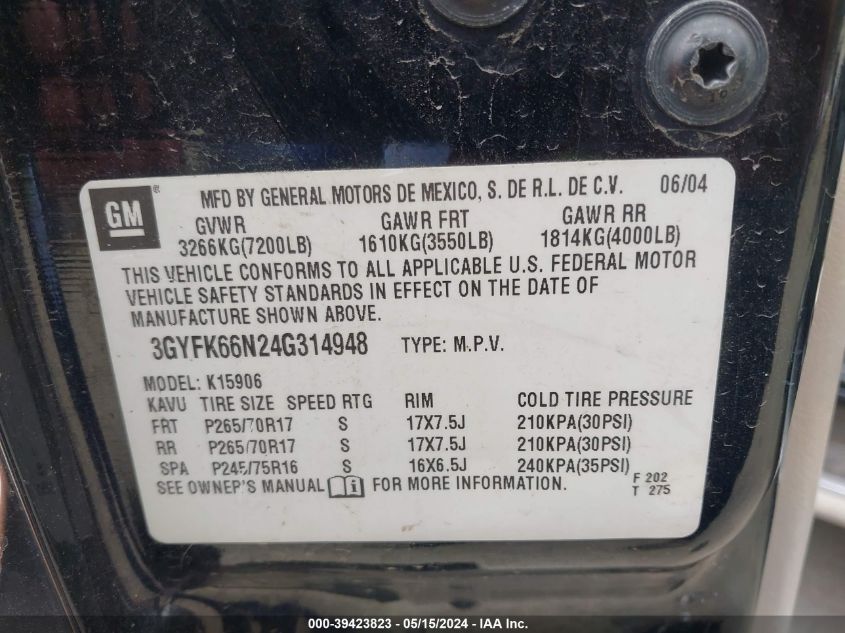 GM ® MFD BY GENERAL MOTORS DE MEXICO, S. DE R.L. DE C.V. 06/04
GVWR GAWR FRT GAWR RR
3266KG(7200LB) 1610KG(3550LB) 1814KG(4000LB)
THIS VEHICLE CONFORMS TO ALL APPLICABLE U.S. FEDERAL MOTOR
VEHICLE SAFETY STANDARDS IN EFFECT ON THE DATE OF
MANUFACTURE SHOWN ABOVE.
3GYFK66N24G314948 TYPE: M.P.V.
MODEL: K15906
KAVU TIRE SIZE SPEED RTG RIM COLD TIRE PRESSURE
FRT P265/70R17 S 17X7.5J 210KPA(30PSI)
RR P265/70R17 S 17X7.5J 210KPA(30PSI)
SPA P245/75R16 S 16X6.5J 240KPA(35PSI)
SEE OWNER'S MANUAL FOR MORE INFORMATION.
F 202
T 275
000-39423823 - 05/15/2024 - IAA Inc.